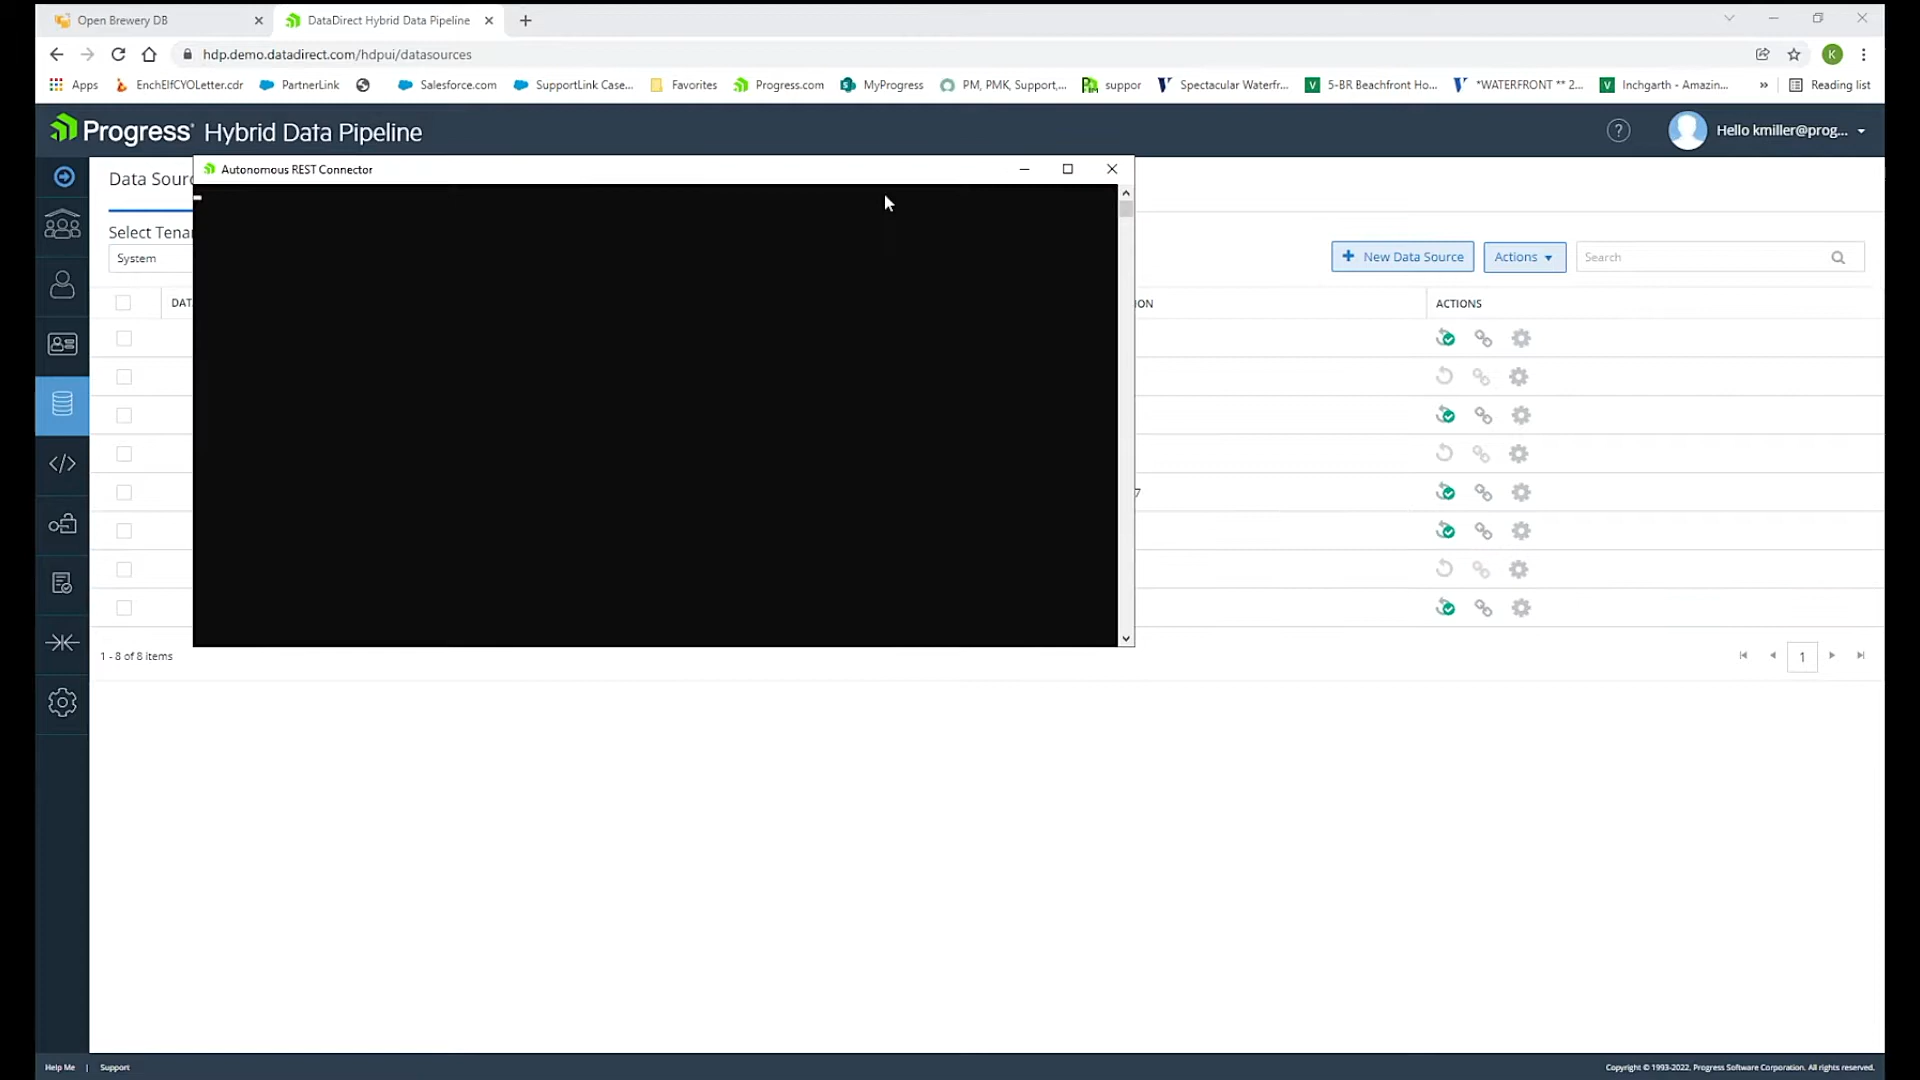 Open Brewery DB
DataDirect Hybrid Data Pipeline
hdp.demo.datadirect.com/hdpui/datasources
K
Apps
EnchElfCYOLetter.cdr
PartnerLink
Salesforce.com
SupportLink Case...
Favorites
Progress.com
MyProgress
PM, PMK, Support,...
suppor
Spectacular Waterfr...
5-BR Beachfront Ho...
*WATERFRONT ** 2...
Inchgarth - Amazin...
»
Reading list
Progress Hybrid Data Pipeline
?
Hello kmiller@prog...
Autonomous REST Connector
Data Sourc
Select Tenan
System
+ New Data Source
Actions
Search
DAT
ION
ACTIONS
7
1 - 8 of 8 items
1
Help Me | Support
Copyright © 1993-2022, Progress Software Corporation. All rights reserved.